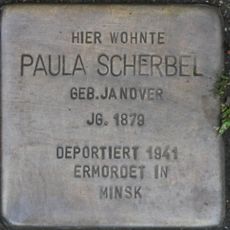 HIER WOHNTE
PAULA SCHERBEL
GEB. JANOVER
JG. 1879
DEPORTIERT 1941
ERMORDET IN
MINSK